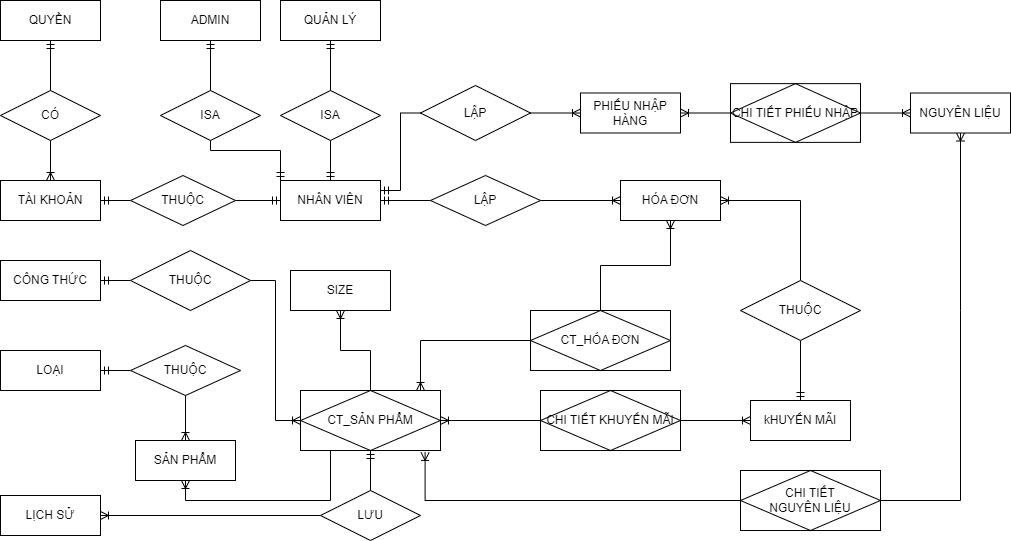 QUYỀN
ADMIN
QUẢN LÝ
CÓ
ISA
ISA
LẬP
PHIẾU NHẬP
HÀNG
CHI TIẾT PHIẾU NHẬP
NGUYÊN LIỆU
TÀI KHOẢN
THUỘC
NHÂN VIÊN
LẬP
HÓA ĐƠN
CÔNG THỨC
THUỘC
SIZE
THUỘC
CT_HÓA ĐƠN
LOẠI
THUỘC
CT_SẢN PHẨM
CHI TIẾT KHUYẾN MÃI
kHUYẾN MÃI
SẢN PHẨM
LỊCH SỬ
LƯU
CHI TIẾT
NGUYÊN LIỆU